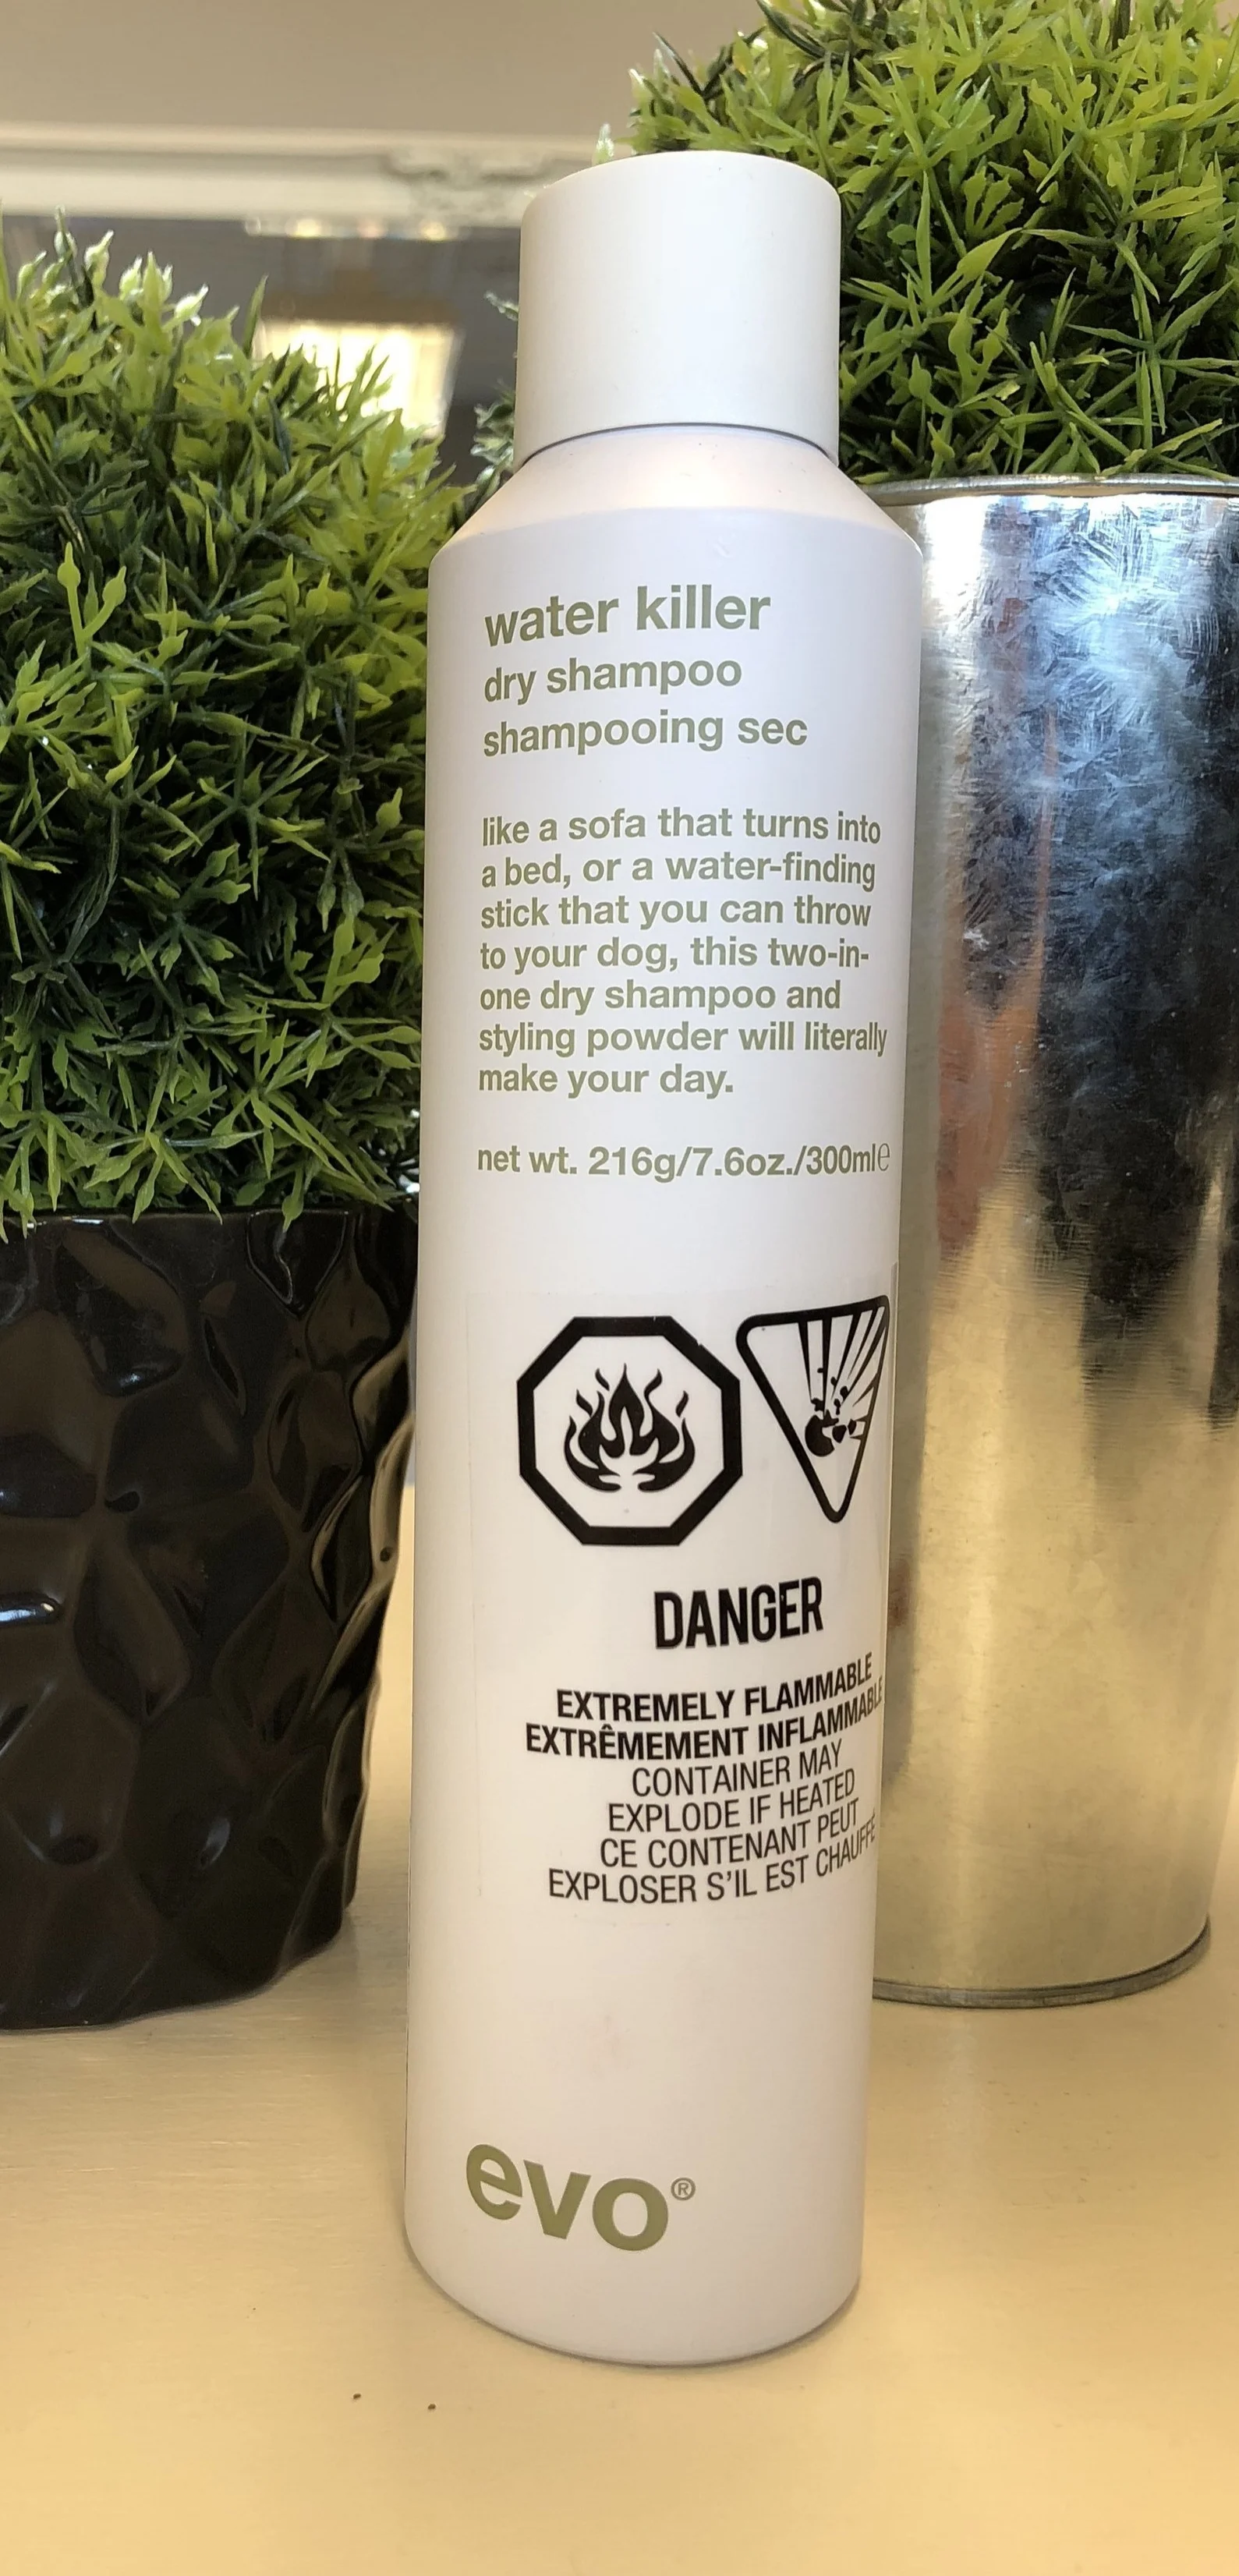 water killer
dry shampoo
shampooing sec
like a sofa that turns into
a bed, or a water-finding
stick that you can throw
to your dog, this two-in-
one dry shampoo and
styling powder will literally
make your day.
net wt. 216g/7.6oz./300ml℮
DANGER
EXTREMELY FLAMMABLE
EXTRÊMEMENT INFLAMMABLE
CONTAINER MAY
EXPLODE IF HEATED
CE CONTENANT PEUT
EXPLOSER S'IL EST CHAUFFÉ
evo®